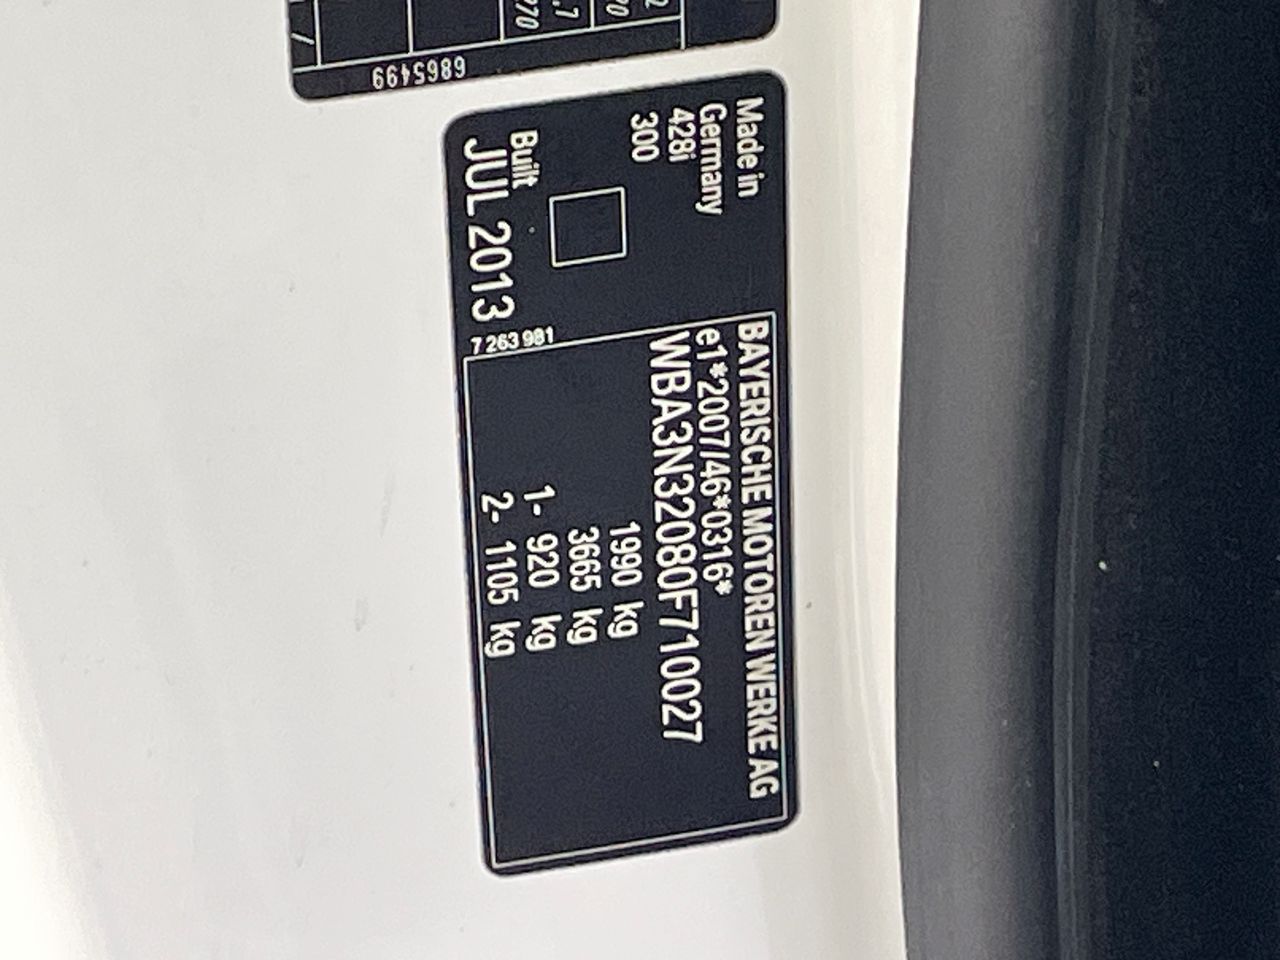 6865499
Made in
Germany
428i
300
Built
JUL 2013
7 263 981
BAYERISCHE MOTOREN WERKE AG
e1*2007/46*0316*
WBA3N32080F710027
1990 kg
3665 kg
1- 920 kg
2- 1105 kg